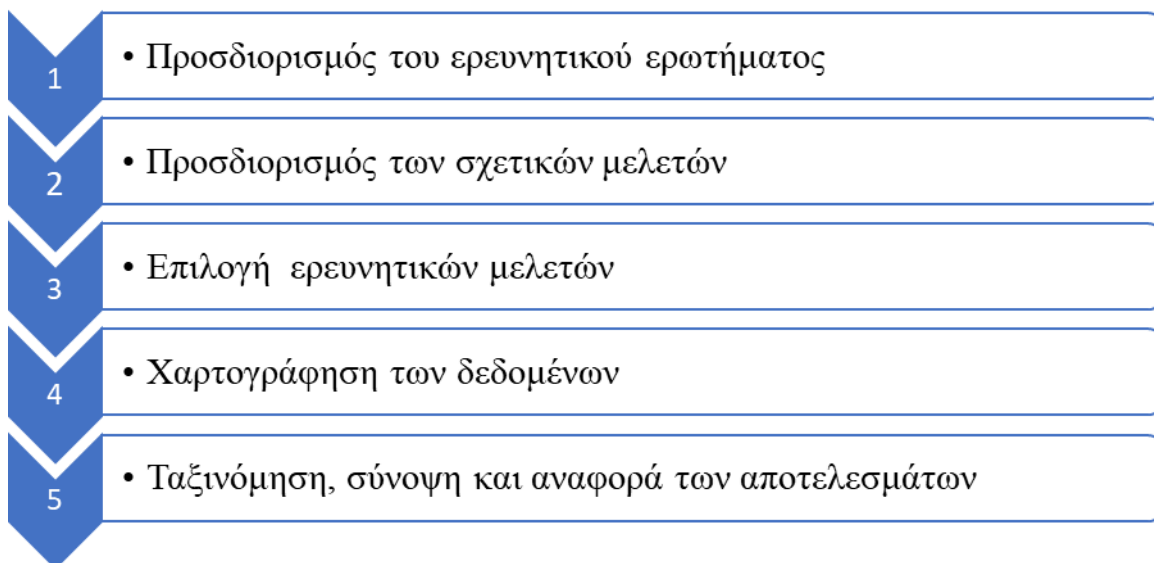 1
• Προσδιορισμός του ερευνητικού ερωτήματος
2
• Προσδιορισμός των σχετικών μελετών
3
• Επιλογή  ερευνητικών μελετών
4
• Χαρτογράφηση των δεδομένων
5
• Ταξινόμηση, σύνοψη και αναφορά των αποτελεσμάτων